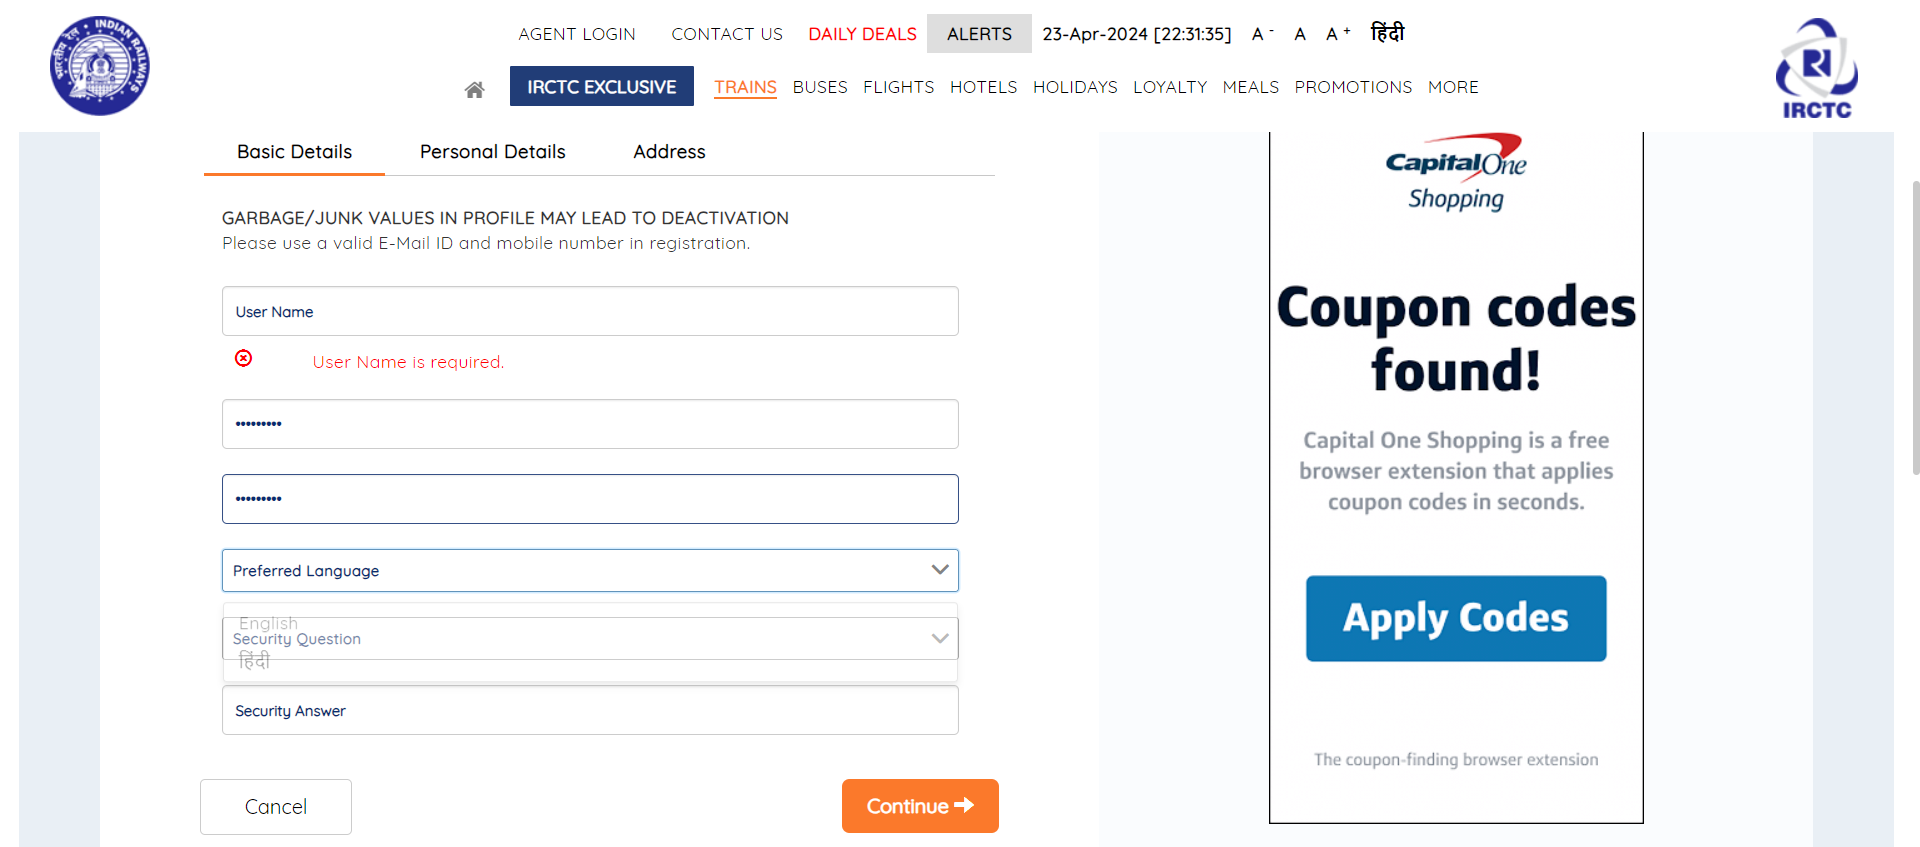 INDIAN RAILWAYS
भारतीय रेल
AGENT LOGIN CONTACT US DAILY DEALS ALERTS 23-Apr-2024 [22:31:35] A - A A + हिंदी
IRCTC EXCLUSIVE TRAINS BUSES FLIGHTS HOTELS HOLIDAYS LOYALTY MEALS PROMOTIONS MORE
IRCTC
Basic Details Personal Details Address
GARBAGE/JUNK VALUES IN PROFILE MAY LEAD TO DEACTIVATION
Please use a valid E-Mail ID and mobile number in registration.
User Name
User Name is required.
•••••••••
•••••••••
Preferred Language
English
Security Question
हिंदी
Security Answer
Cancel
Continue
Capital One
Shopping
Coupon codes
found!
Capital One Shopping is a free
browser extension that applies
coupon codes in seconds.
Apply Codes
The coupon-finding browser extension